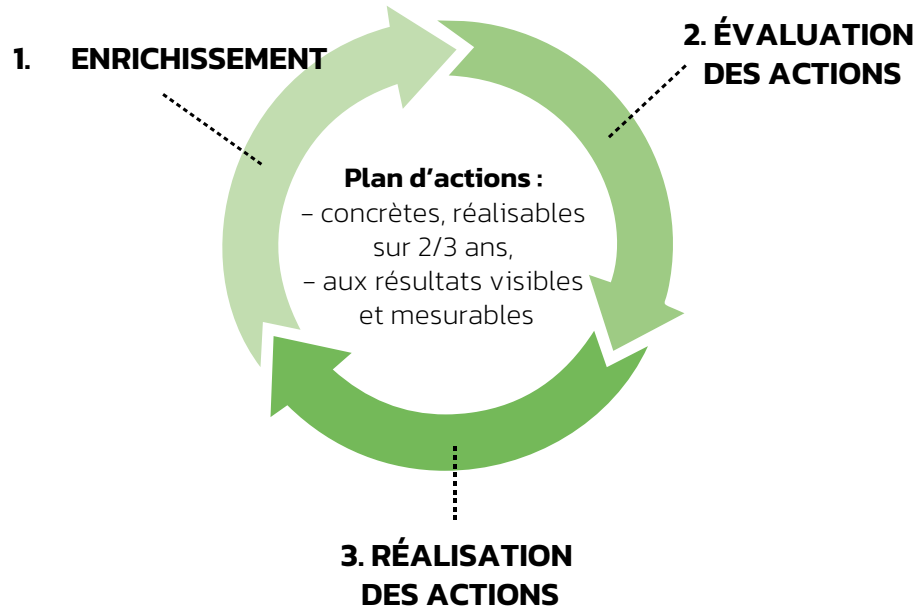 1. ENRICHISSEMENT
2. ÉVALUATION
DES ACTIONS
Plan d’actions :
– concrètes, réalisables
sur 2/3 ans,
– aux résultats visibles
et mesurables
3. RÉALISATION
DES ACTIONS